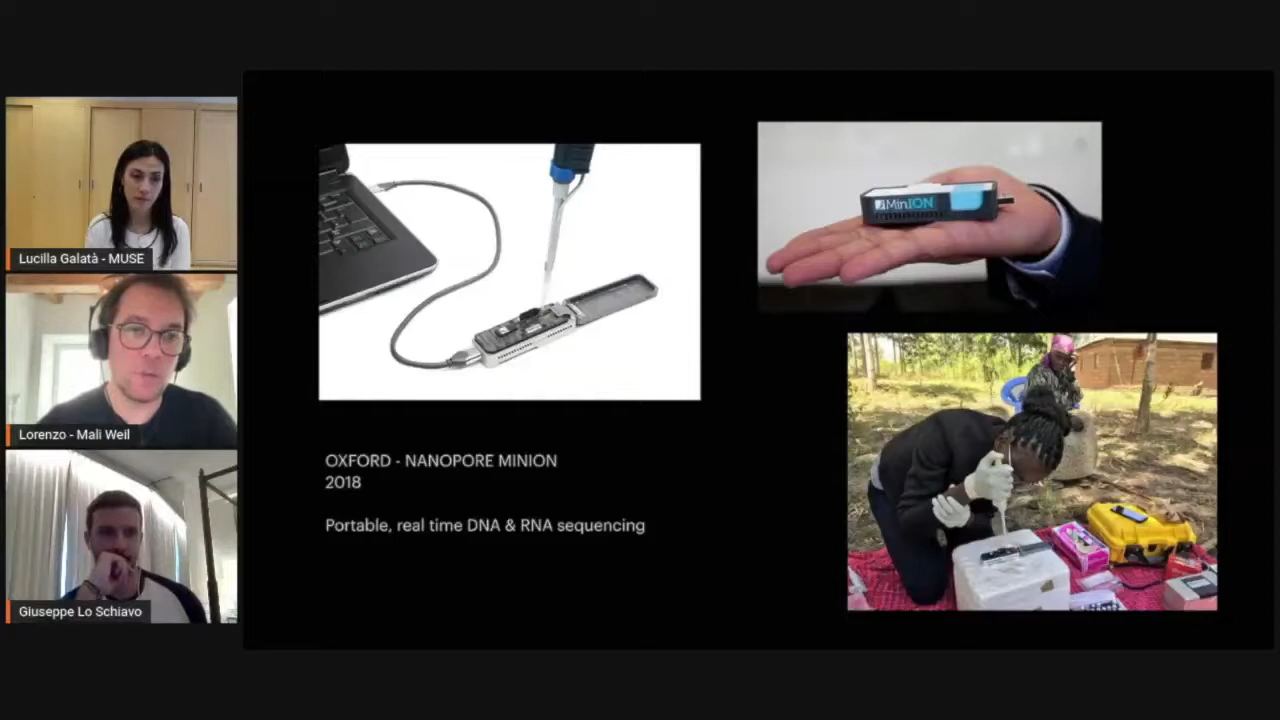 Lucilla Galatà - MUSE
Lorenzo - Mali Weil
Giuseppe Lo Schiavo
MinION
OXFORD - NANOPORE MINION
2018
Portable, real time DNA & RNA sequencing